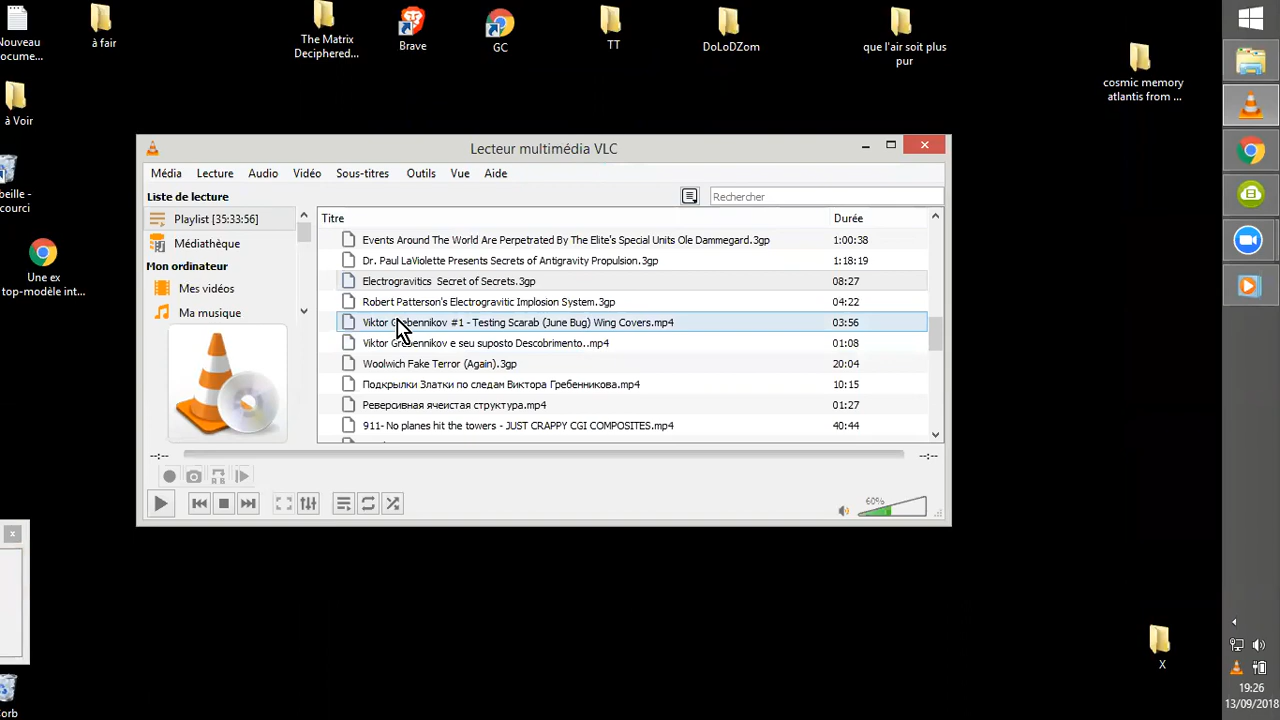 Nouveau
Docume...
à fair
The Matrix
Deciphered...
Brave
GC
TT
DoLoDZom
que l'air soit plus
pur
cosmic memory
atlantis from ...
à Voir
beille -
courci
Une ex
top-modèle int...
Corb
Lecteur multimédia VLC
Média Lecture Audio Vidéo Sous-titres Outils Vue Aide
Liste de lecture
Rechercher
Playlist [35:33:56]
Médiathèque
Mon ordinateur
Mes vidéos
Ma musique
Titre Durée
Events Around The World Are Perpetrated By The Elite's Special Units Ole Dammegard.3gp 1:00:38
Dr. Paul LaViolette Presents Secrets of Antigravity Propulsion.3gp 1:18:19
Electrogravitics Secret of Secrets.3gp 08:27
Robert Patterson's Electrogravitic Implosion System.3gp 04:22
Viktor Grebennikov #1 - Testing Scarab (June Bug) Wing Covers.mp4 03:56
Viktor Grebennikov e seu suposto Descobrimento..mp4 01:08
Woolwich Fake Terror (Again).3gp 20:04
Подкрылки Златки по следам Виктора Гребенникова.mp4 10:15
Реверсивная ячеистая структура.mp4 01:27
911- No planes hit the towers - JUST CRAPPY CGI COMPOSITES.mp4 40:44
--:-- --:--
60%
X
19:26
13/09/2018